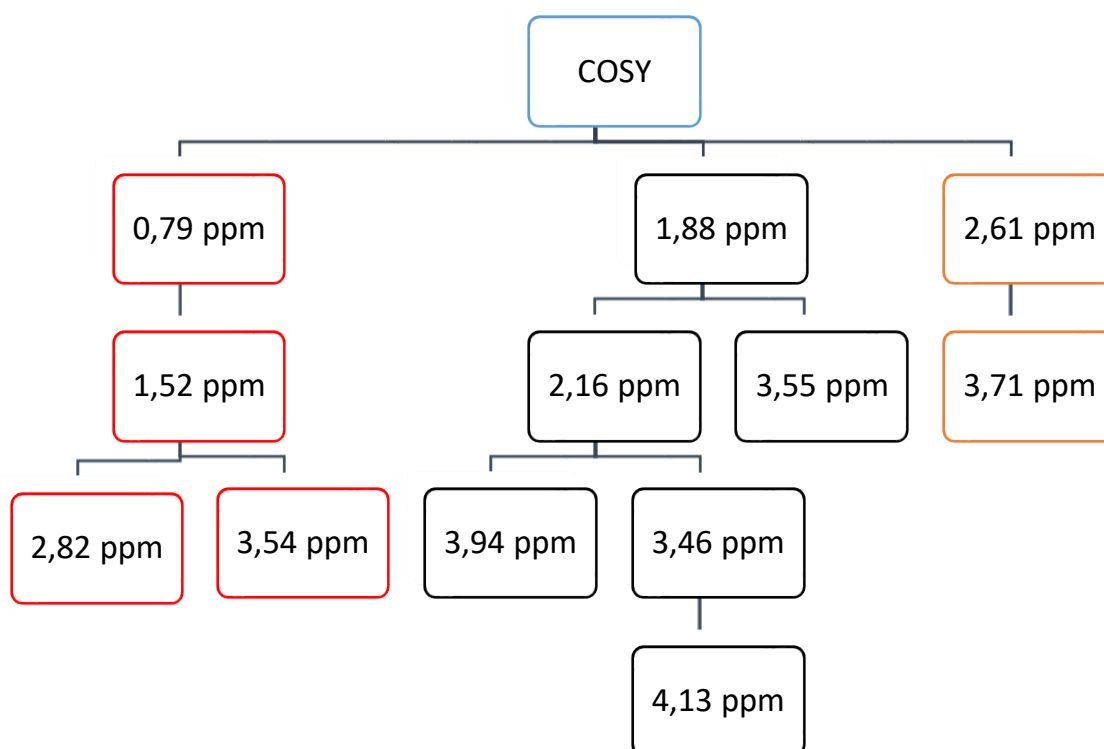 COSY
0,79 ppm
1,88 ppm
2,61 ppm
1,52 ppm
2,16 ppm
3,55 ppm
3,71 ppm
2,82 ppm
3,54 ppm
3,94 ppm
3,46 ppm
4,13 ppm